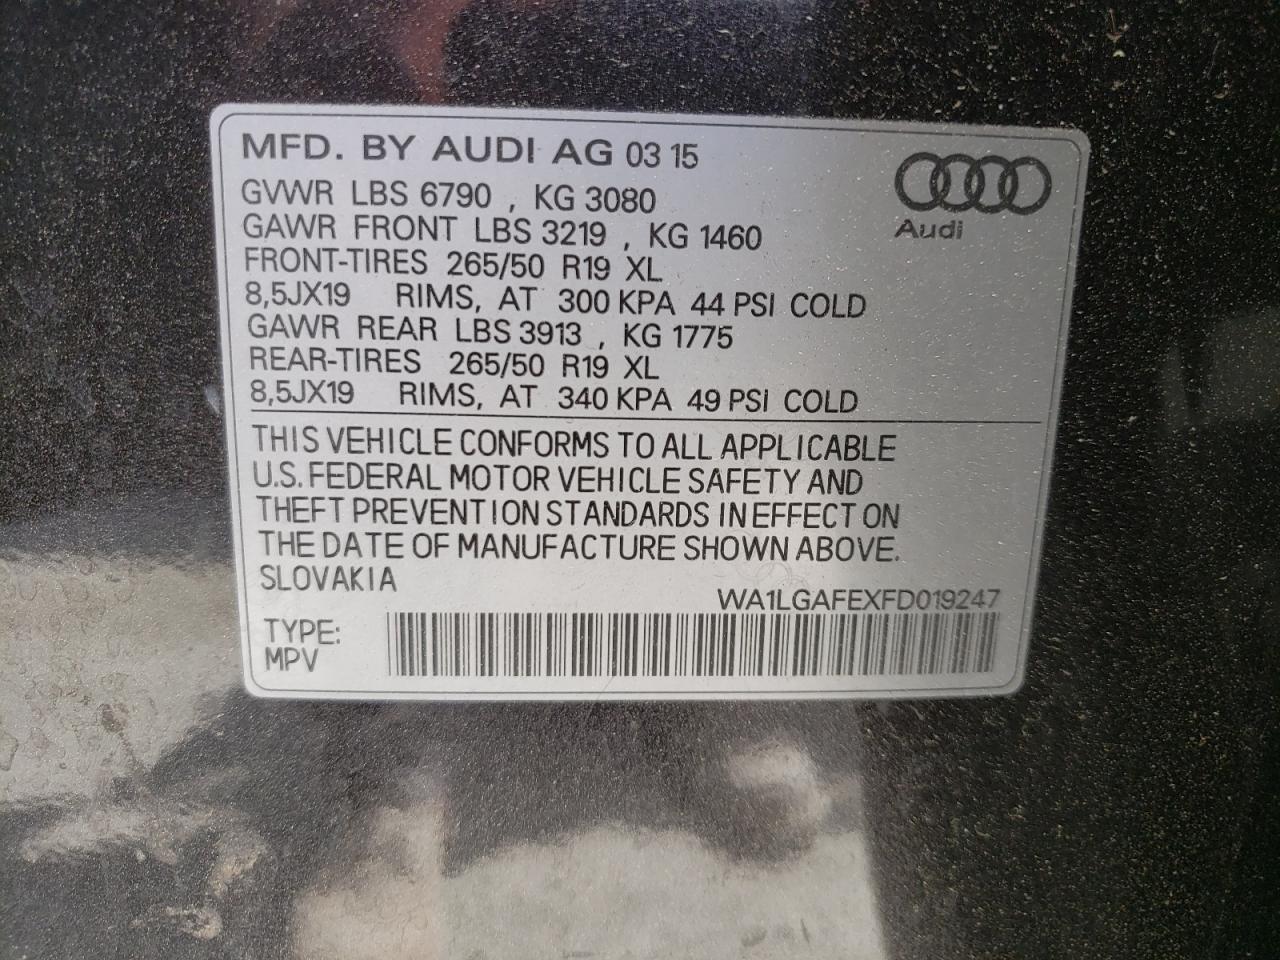 MFD. BY AUDI AG 03 15
GVWR LBS 6790 , KG 3080
GAWR FRONT LBS 3219 , KG 1460
FRONT-TIRES 265/50 R19 XL
8,5JX19 RIMS, AT 300 KPA 44 PSI COLD
GAWR REAR LBS 3913 , KG 1775
REAR-TIRES 265/50 R19 XL
8,5JX19 RIMS, AT 340 KPA 49 PSI COLD
Audi
THIS VEHICLE CONFORMS TO ALL APPLICABLE
U.S. FEDERAL MOTOR VEHICLE SAFETY AND
THEFT PREVENTION STANDARDS IN EFFECT ON
THE DATE OF MANUFACTURE SHOWN ABOVE.
SLOVAKIA
WA1LGAFEXFD019247
TYPE:
MPV